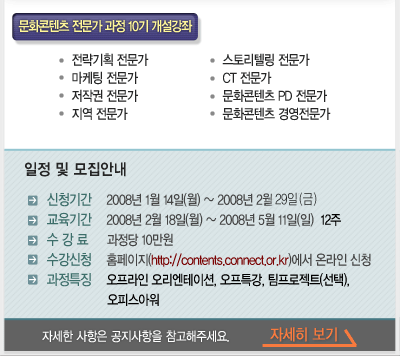 문화콘텐츠 전문가 과정 10기 개설강좌
• 전략기획 전문가
• 스토리텔링 전문가
• 마케팅 전문가
• CT 전문가
• 저작권 전문가
• 문화콘텐츠 PD 전문가
• 지역 전문가
• 문화콘텐츠 경영전문가
일정 및 모집안내
신청기간 2008년 1월 14일(월) ~ 2008년 2월 29일(금)
교육기간 2008년 2월 18일(월) ~ 2008년 5월 11일(일) 12주
수 강 료 과정당 10만원
수강신청 홈페이지(http://contents.connect.or.kr)에서 온라인 신청
과정특징 오프라인 오리엔테이션, 오프특강, 팀프로젝트(선택),
오피스아워
자세한 사항은 공지사항을 참고해주세요. 자세히 보기